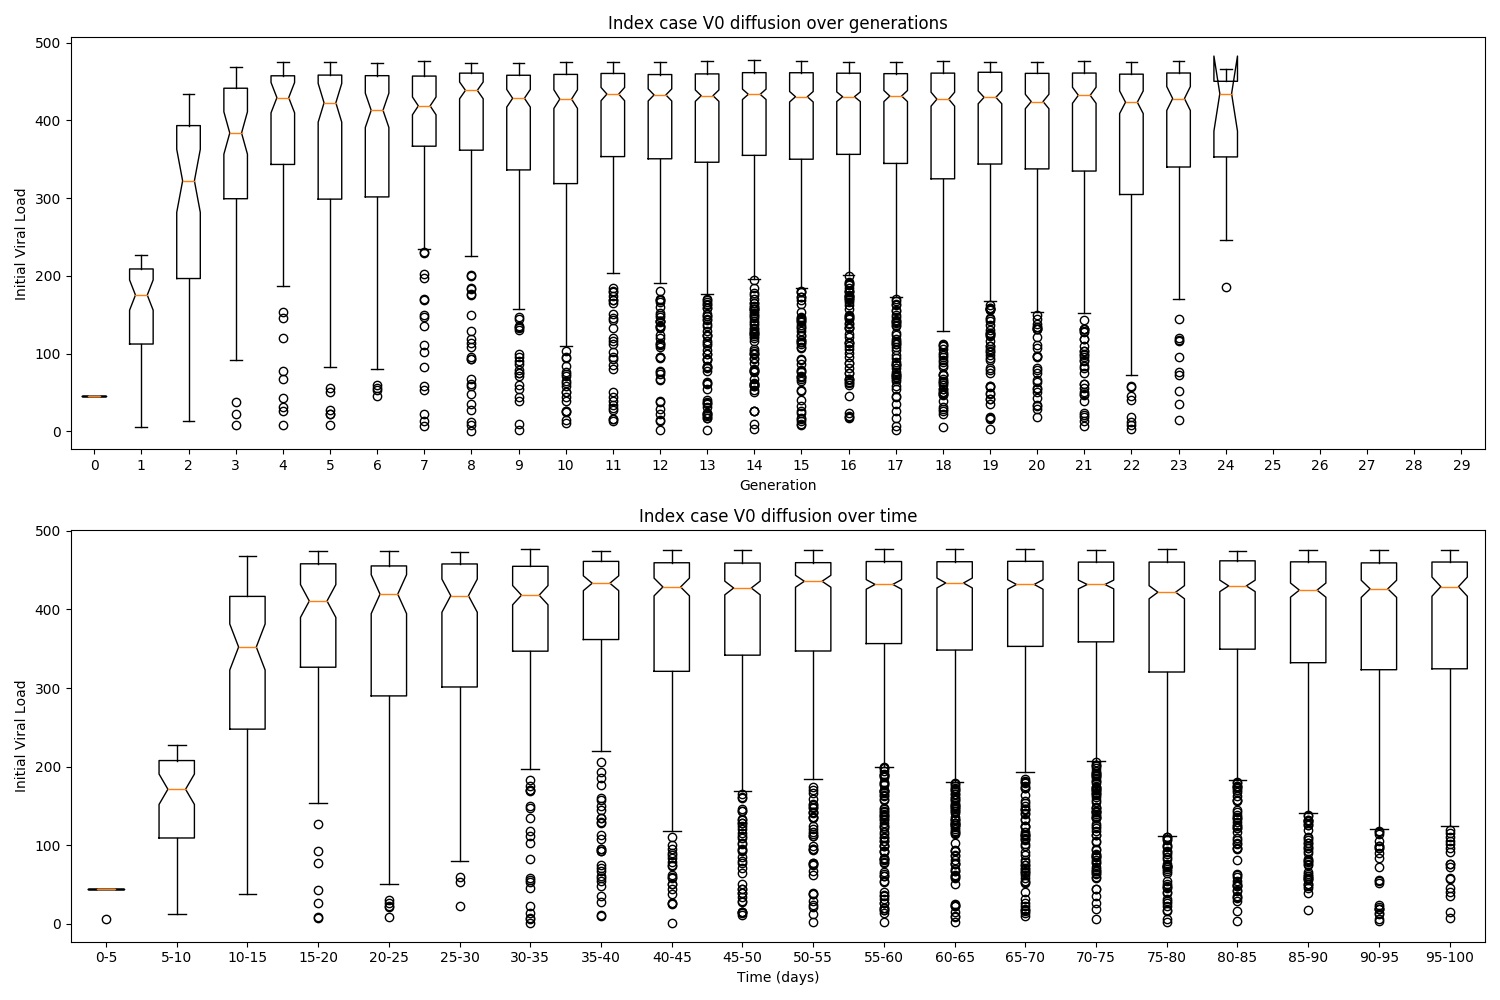 Index case V0 diffusion over generations
500
400
300
200
100
0
Initial Viral Load
0 1 2 3 4 5 6 7 8 9 10 11 12 13 14 15 16 17 18 19 20 21 22 23 24 25 26 27 28 29
Generation
Index case V0 diffusion over time
500
400
300
200
100
0
Initial Viral Load
0-5 5-10 10-15 15-20 20-25 25-30 30-35 35-40 40-45 45-50 50-55 55-60 60-65 65-70 70-75 75-80 80-85 85-90 90-95 95-100
Time (days)